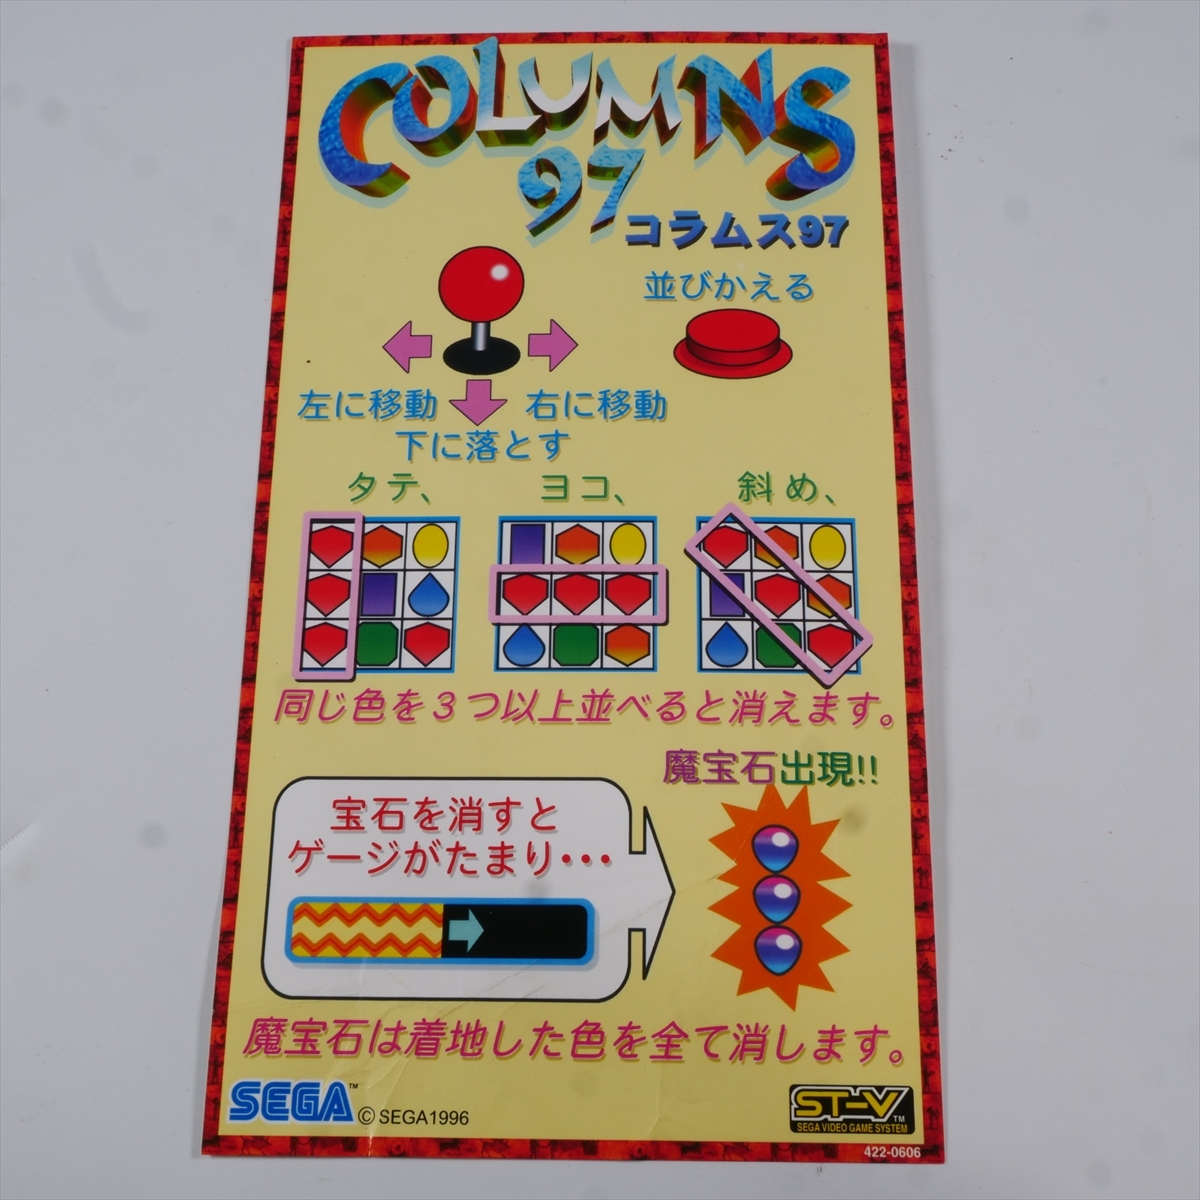 COLUMNS
97
コラムス97
並びかえる
左に移動
右に移動
下に落とす
タテ、
ヨコ、
斜め、
同じ色を３つ以上並べると消えます。
魔宝石出現!!
宝石を消すと
ゲージがたまり・・・
魔宝石は着地した色を全て消します。
SEGA™
© SEGA1996
ST-V™
SEGA VIDEO GAME SYSTEM
422-0606